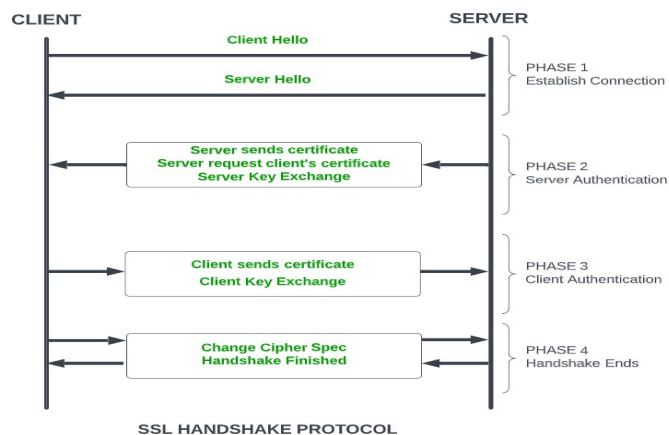 CLIENT
SERVER
Client Hello
Server Hello
PHASE 1
Establish Connection
Server sends certificate
Server request client's certificate
Server Key Exchange
PHASE 2
Server Authentication
Client sends certificate
Client Key Exchange
PHASE 3
Client Authentication
Change Cipher Spec
Handshake Finished
PHASE 4
Handshake Ends
SSL HANDSHAKE PROTOCOL